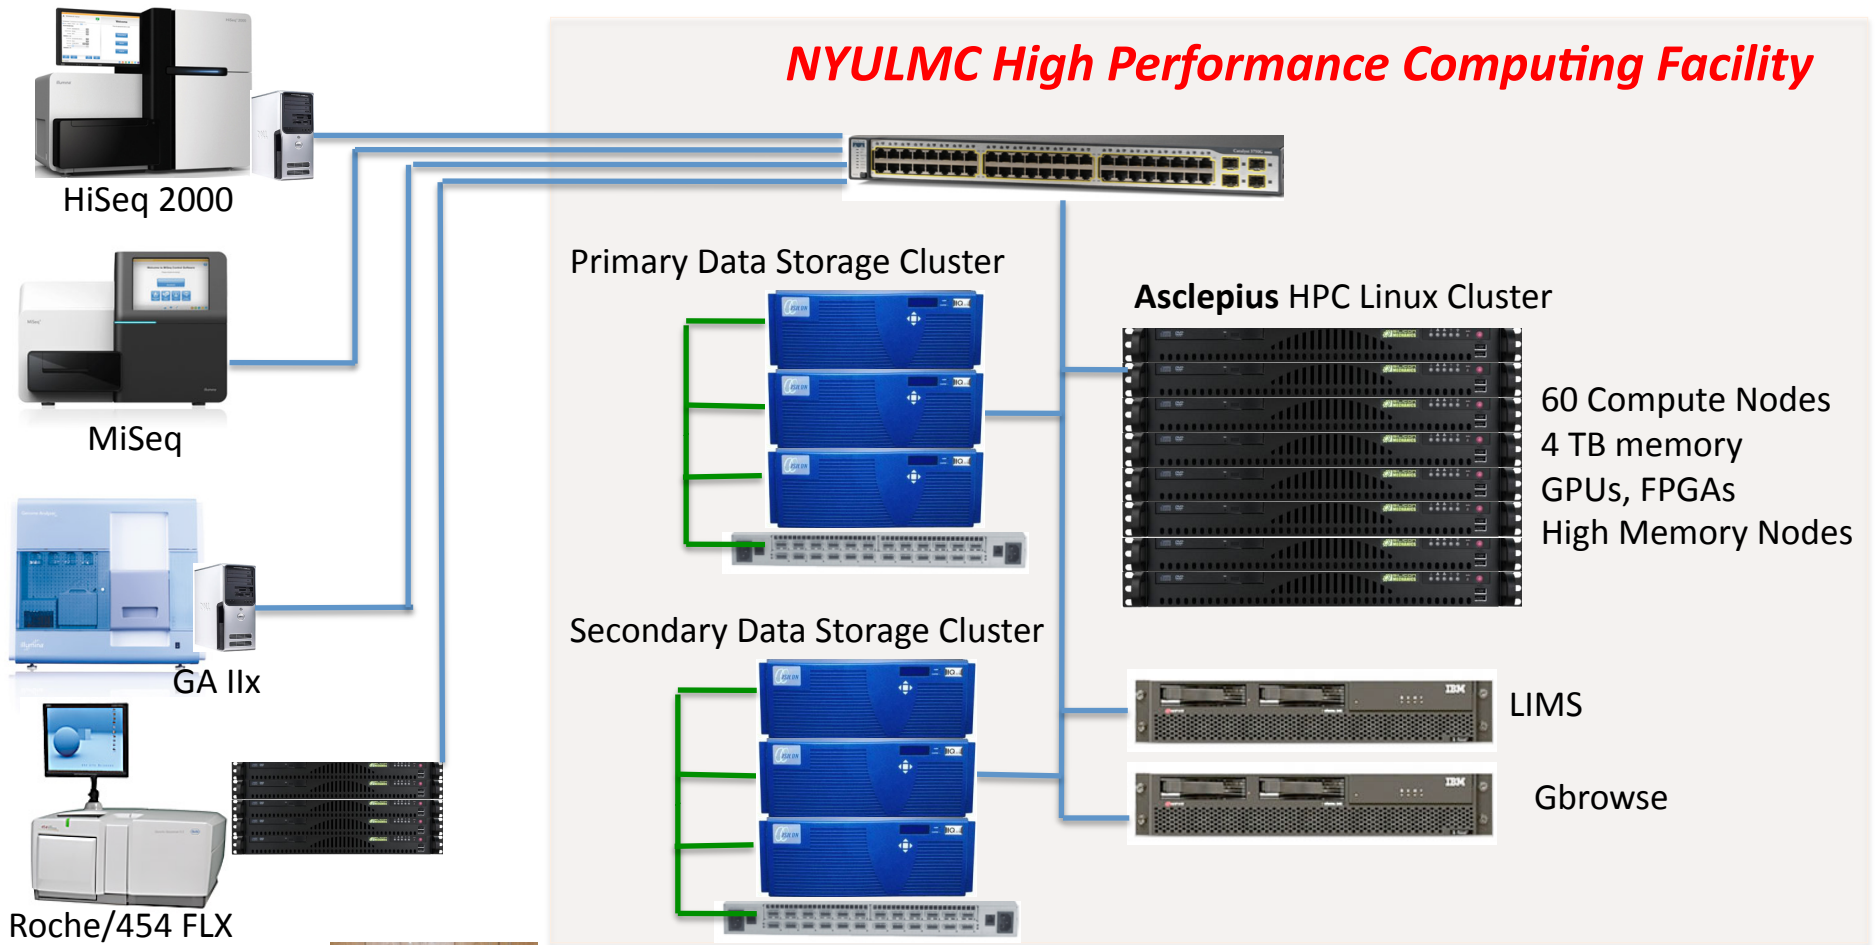 NYULMC High Performance Computing Facility
HiSeq 2000
Primary Data Storage Cluster
Asclepius HPC Linux Cluster
MiSeq
60 Compute Nodes
4 TB memory
GPUs, FPGAs
High Memory Nodes
Secondary Data Storage Cluster
GA IIx
IBM
LIMS
IBM
Gbrowse
Roche/454 FLX